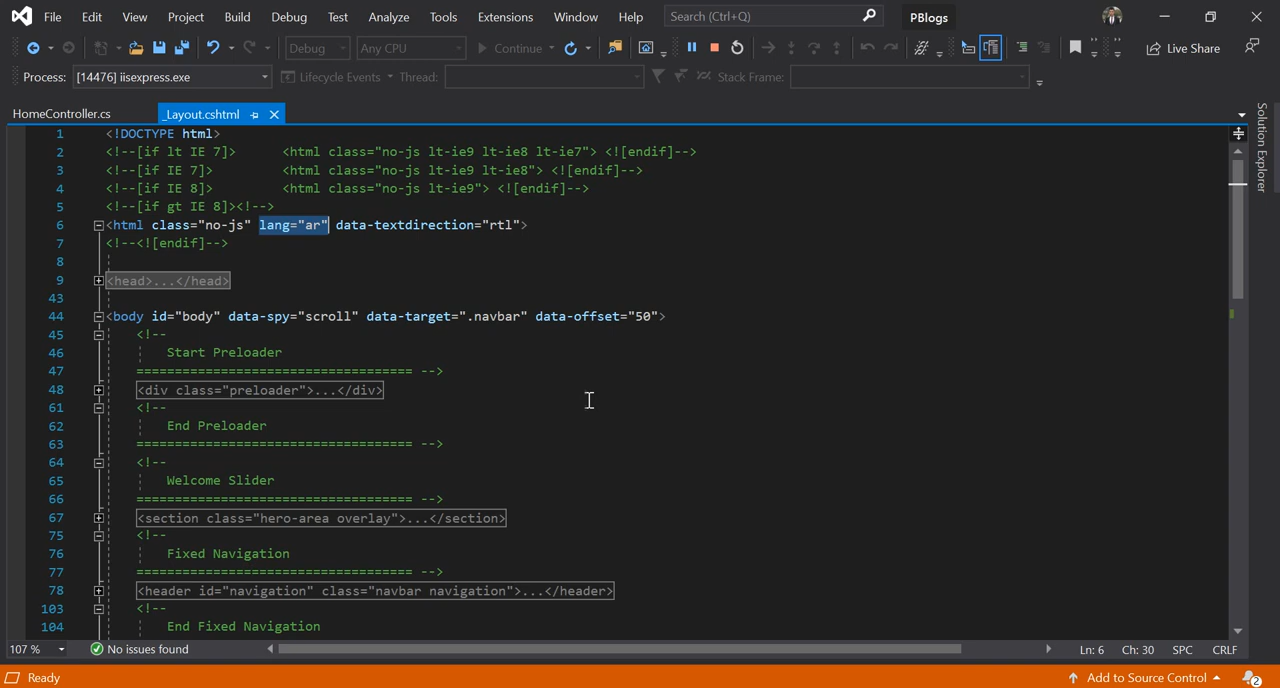 File Edit View Project Build Debug Test Analyze Tools Extensions Window Help Search (Ctrl+Q) PBlogs
Debug Any CPU Continue Live Share
Process: [14476] iisexpress.exe Lifecycle Events Thread: Stack Frame:
HomeController.cs _Layout.cshtml
Solution Explorer
1 <!DOCTYPE html>
2 <!--[if lt IE 7]> <html class="no-js lt-ie9 lt-ie8 lt-ie7"> <![endif]-->
3 <!--[if IE 7]> <html class="no-js lt-ie9 lt-ie8"> <![endif]-->
4 <!--[if IE 8]> <html class="no-js lt-ie9"> <![endif]-->
5 <!--[if gt IE 8]><!-->
6 <html class="no-js" lang="ar" data-textdirection="rtl">
7 <!--<![endif]-->
8
9 <head>...</head>
43
44 <body id="body" data-spy="scroll" data-target=".navbar" data-offset="50">
45 <!--
46 Start Preloader
47 ==================================== -->
48 <div class="preloader">...</div>
61 <!--
62 End Preloader
63 ==================================== -->
64 <!--
65 Welcome Slider
66 ==================================== -->
67 <section class="hero-area overlay">...</section>
75 <!--
76 Fixed Navigation
77 ==================================== -->
78 <header id="navigation" class="navbar navigation">...</header>
103 <!--
104 End Fixed Navigation
107 % No issues found Ln: 6 Ch: 30 SPC CRLF
Ready Add to Source Control 2